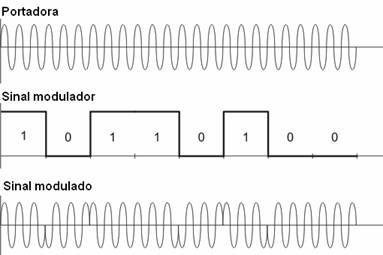 Portadora
Sinal modulador
1 0 1 1 0 1 0 0
Sinal modulado